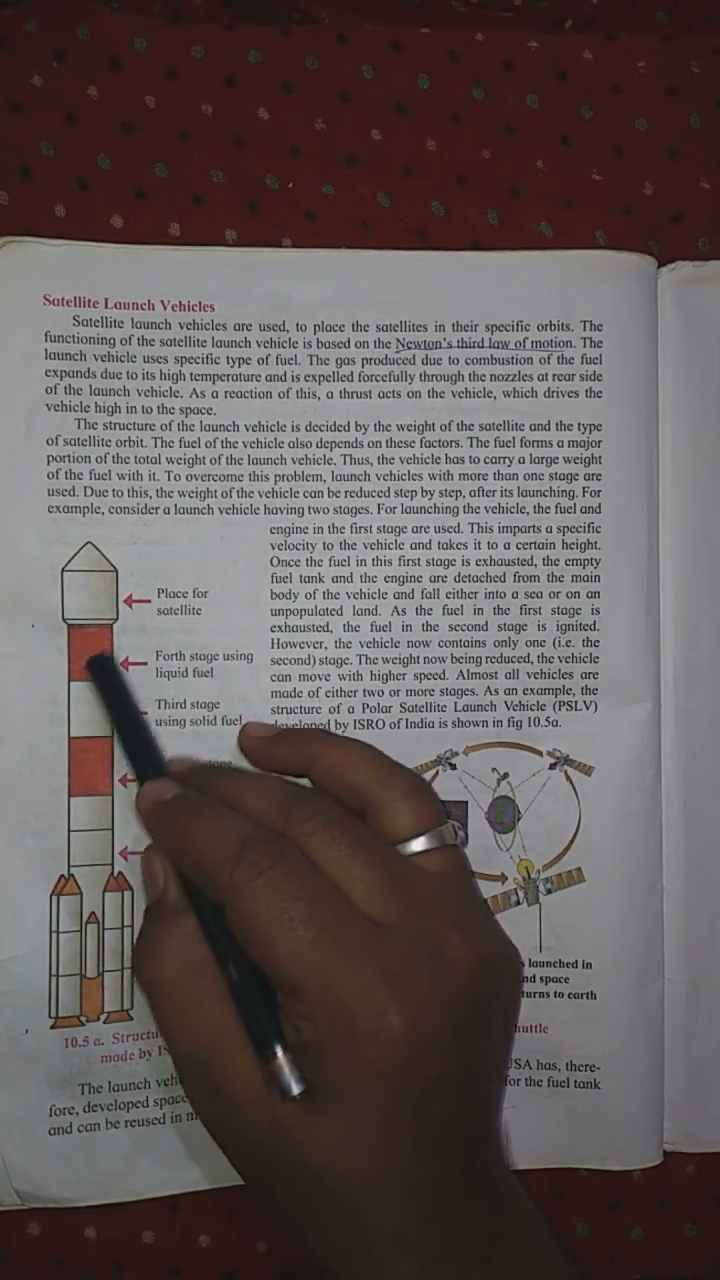 Satellite Launch Vehicles
Satellite launch vehicles are used, to place the satellites in their specific orbits. The
functioning of the satellite launch vehicle is based on the Newton's third law of motion. The
launch vehicle uses specific type of fuel. The gas produced due to combustion of the fuel
expands due to its high temperature and is expelled forcefully through the nozzles at rear side
of the launch vehicle. As a reaction of this, a thrust acts on the vehicle, which drives the
vehicle high in to the space.
The structure of the launch vehicle is decided by the weight of the satellite and the type
of satellite orbit. The fuel of the vehicle also depends on these factors. The fuel forms a major
portion of the total weight of the launch vehicle. Thus, the vehicle has to carry a large weight
of the fuel with it. To overcome this problem, launch vehicles with more than one stage are
used. Due to this, the weight of the vehicle can be reduced step by step, after its launching. For
example, consider a launch vehicle having two stages. For launching the vehicle, the fuel and
engine in the first stage are used. This imparts a specific
velocity to the vehicle and takes it to a certain height.
Once the fuel in this first stage is exhausted, the empty
fuel tank and the engine are detached from the main
body of the vehicle and fall either into a sea or on an
unpopulated land. As the fuel in the first stage is
exhausted, the fuel in the second stage is ignited.
However, the vehicle now contains only one (i.e. the
second) stage. The weight now being reduced, the vehicle
can move with higher speed. Almost all vehicles are
made of either two or more stages. As an example, the
structure of a Polar Satellite Launch Vehicle (PSLV)
developed by ISRO of India is shown in fig 10.5a.
Place for
satellite
Forth stage using
liquid fuel
Third stage
using solid fuel
launched in
space
turns to earth
10.5 a. Structu
made by
huttle
The launch veh
USA has, there-
fore, developed space
for the fuel tank
and can be reused in